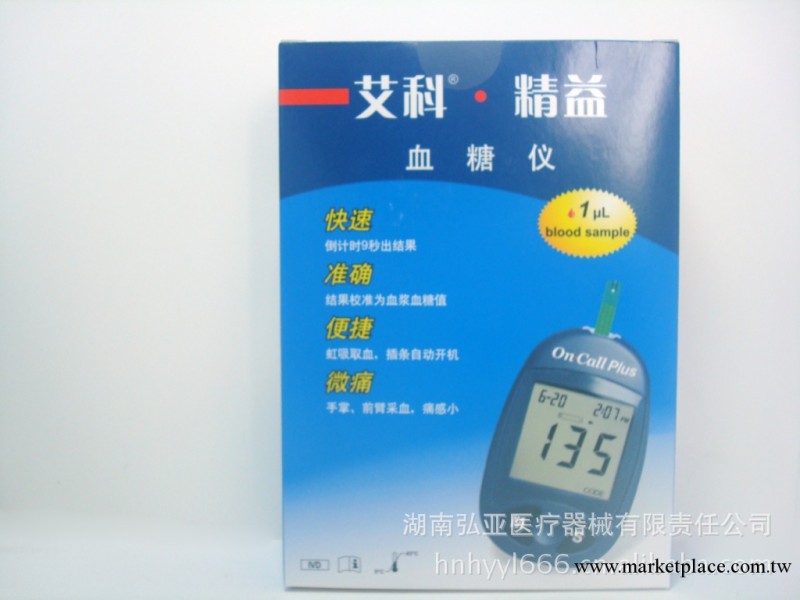 艾科®·精益
血糖仪
1 μL
blood sample
快速
倒计时9秒出结果
准确
结果校准为血浆血糖值
便捷
虹吸取血，插条自动开机
微痛
手掌、前臂采血，痛感小
On Call Plus
6-20 2:07 PM
135
CODE
S
IVD
湖南弘亚医疗器械有限责任公司
hnhyyl666.
www.marketplace.com.tw